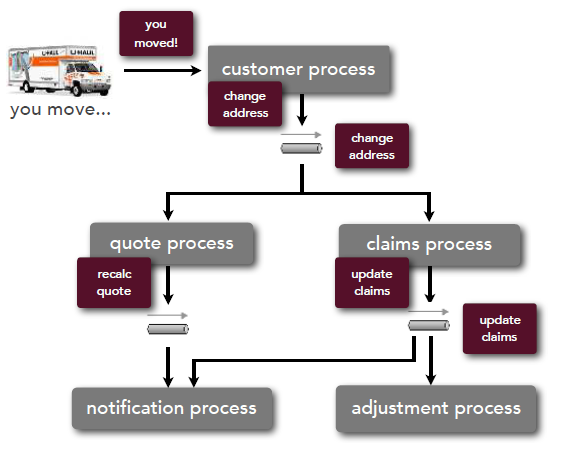 you
moved!
U-HAUL
U-HAUL
you move...
customer process
change
address
change
address
quote process
claims process
recalc
quote
update
claims
update
claims
notification process
adjustment process